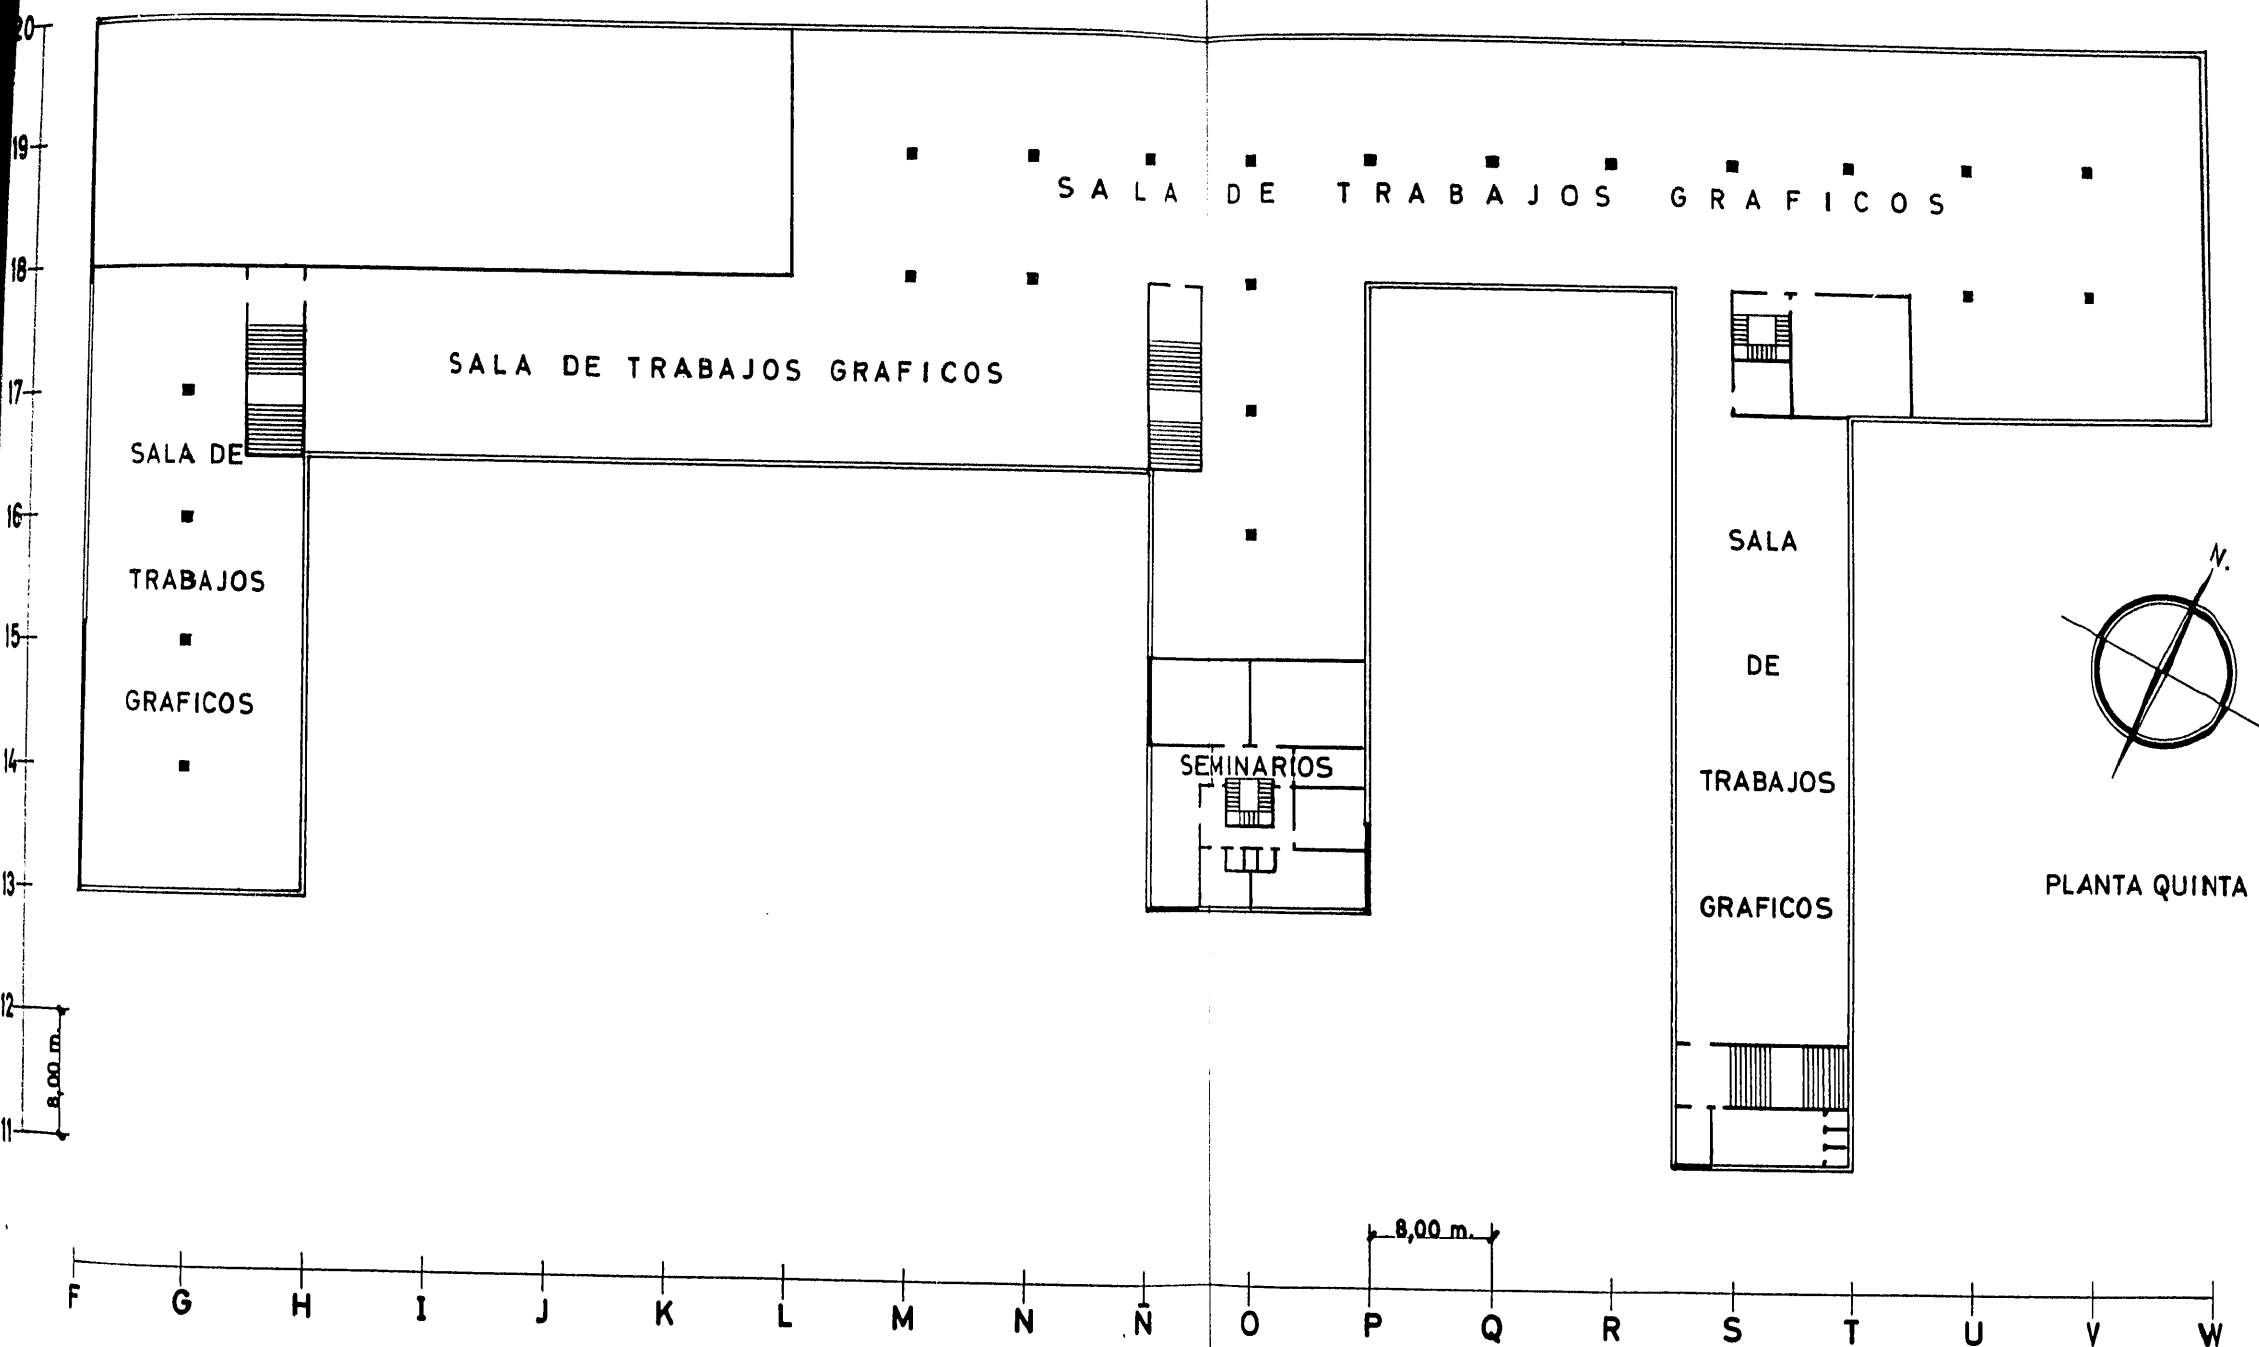 20
19
18
17
16
15
14
13
12
11
8,00 m.
SALA DE TRABAJOS GRAFICOS
SALA DE TRABAJOS GRAFICOS
SALA DE
TRABAJOS
GRAFICOS
SEMINARIOS
SALA
DE
TRABAJOS
GRAFICOS
N.
PLANTA QUINTA
8,00 m.
F G H I J K L M N Ñ O P Q R S T U V W